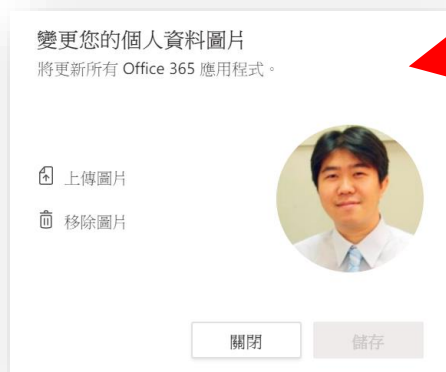 變更您的個人資料圖片
將更新所有 Office 365 應用程式。
上傳圖片
移除圖片
關閉
儲存